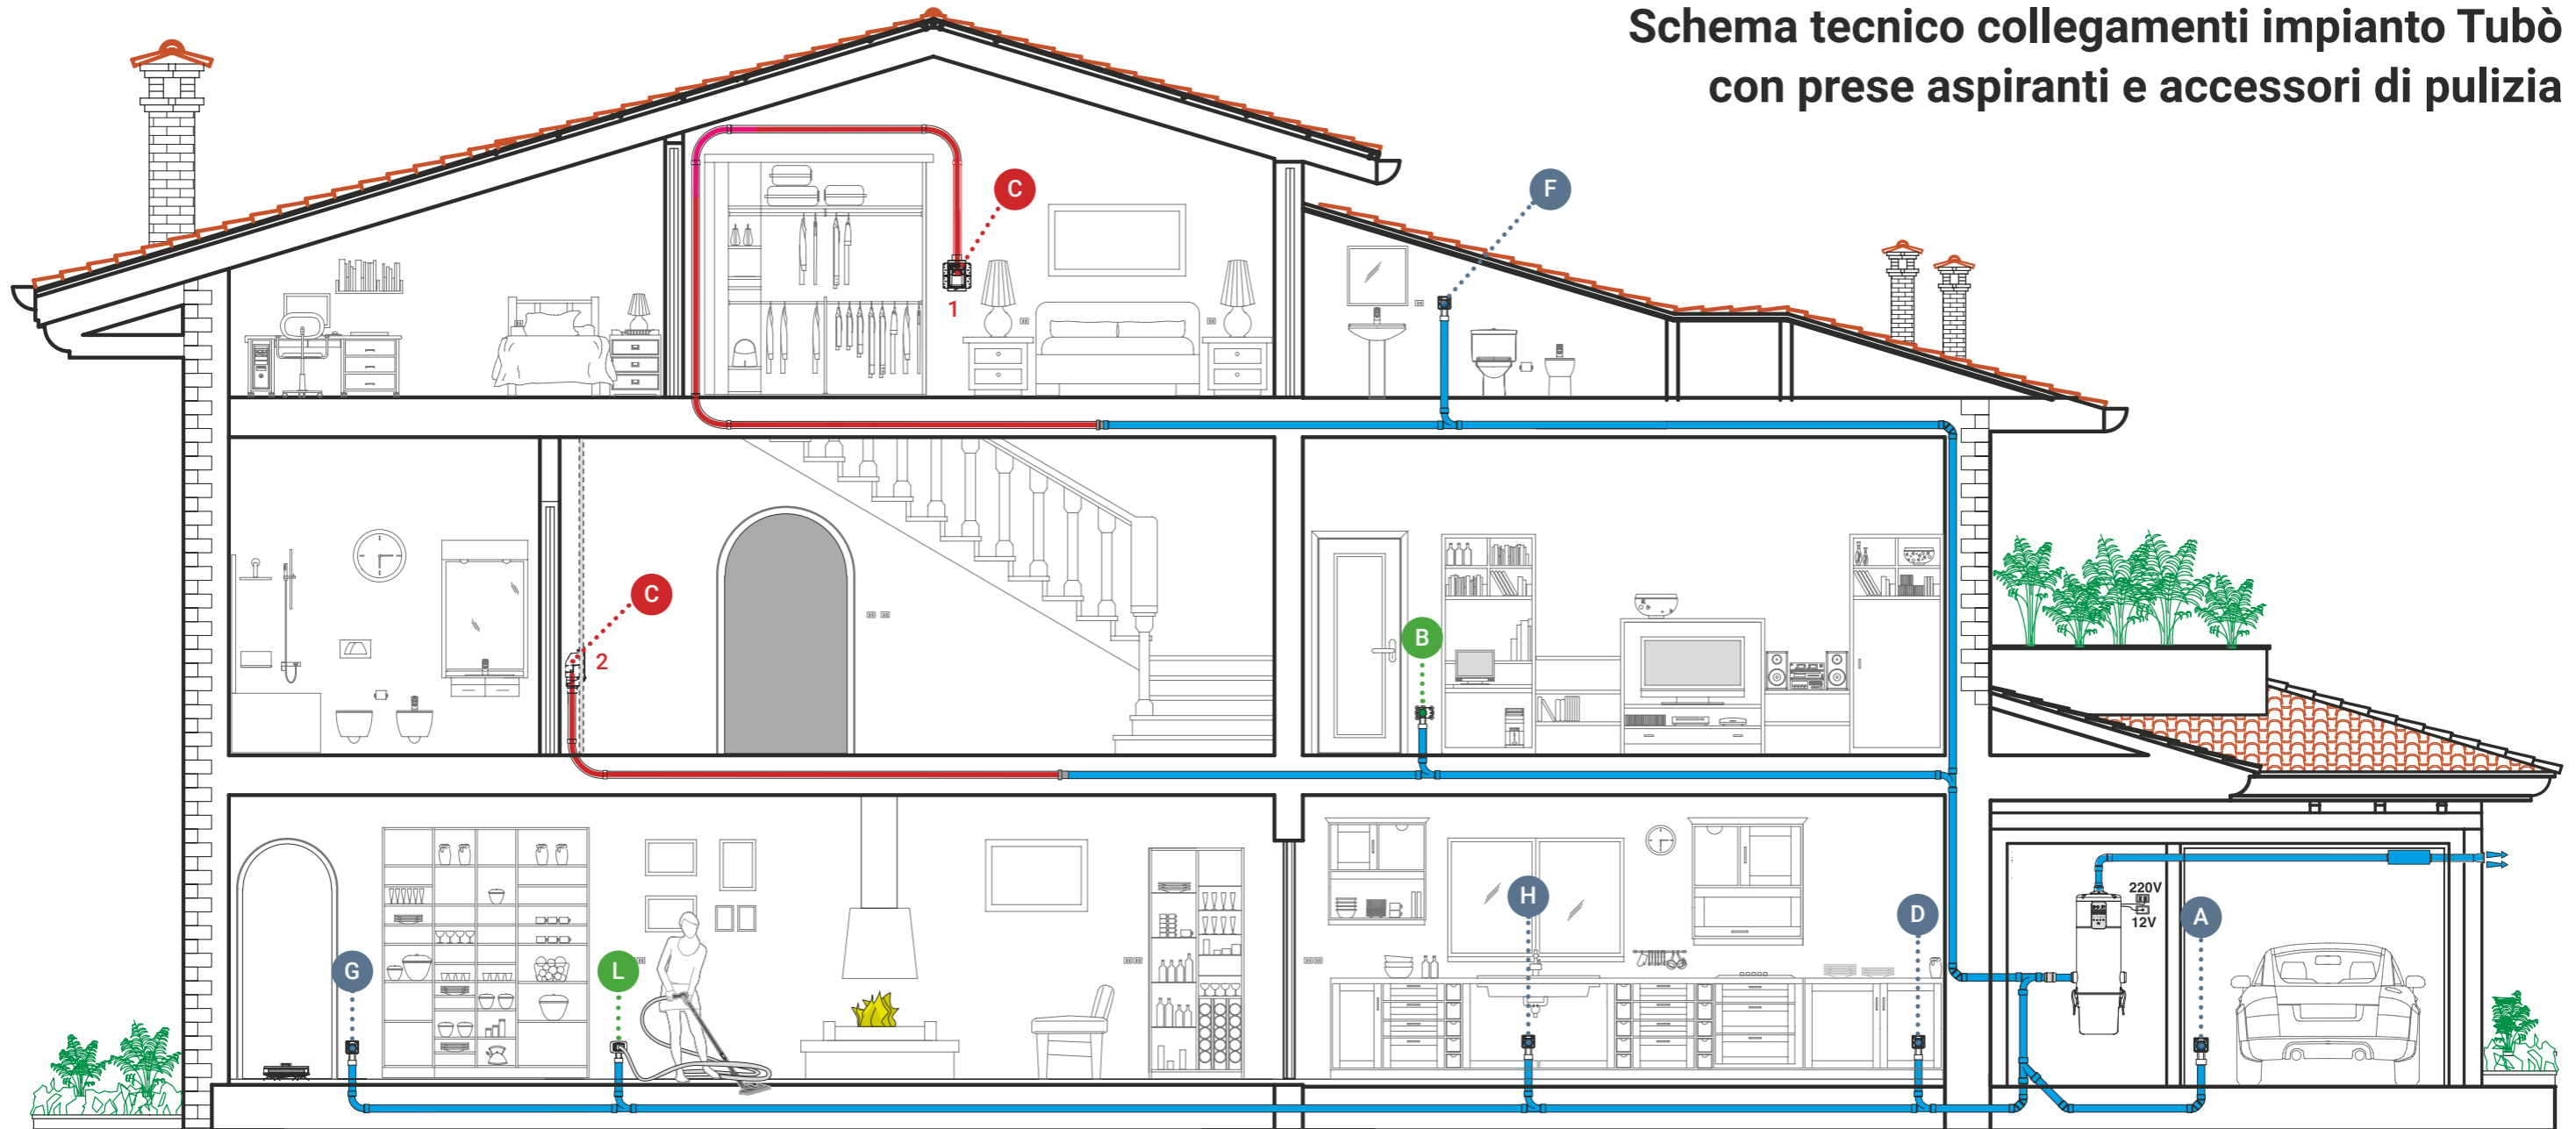 Schema tecnico collegamenti impianto Tubò
con prese aspiranti e accessori di pulizia
C
F
1
C
2
B
220V
12V
H
D
A
G
L